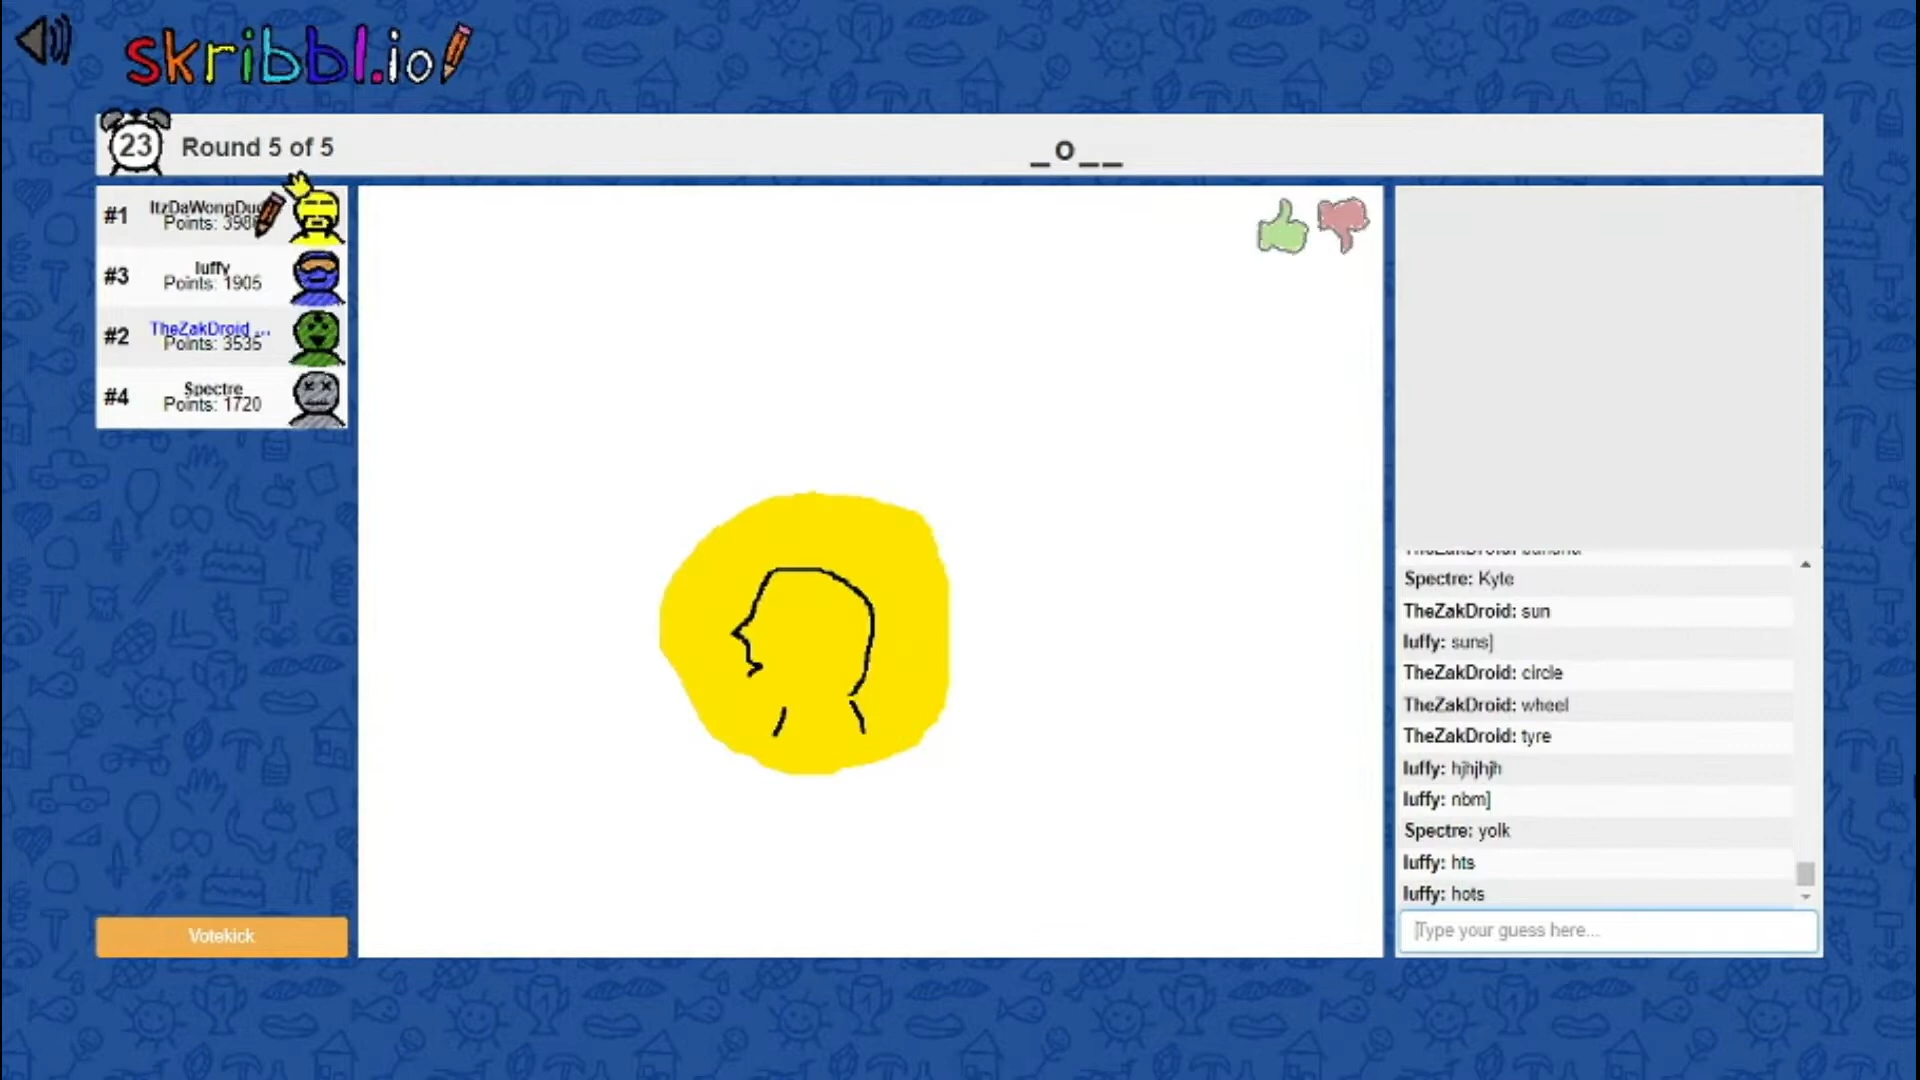 skribbl.io
23
Round 5 of 5
_o__
#1
ItzDaWongDu
Points: 398
#3
luffy
Points: 1905
#2
TheZakDroid ...
Points: 3535
#4
Spectre
Points: 1720
Votekick
Spectre: Kyle
TheZakDroid: sun
luffy: suns]
TheZakDroid: circle
TheZakDroid: wheel
TheZakDroid: tyre
luffy: hjhjhjh
luffy: nbm]
Spectre: yolk
luffy: hts
luffy: hots
Type your guess here...